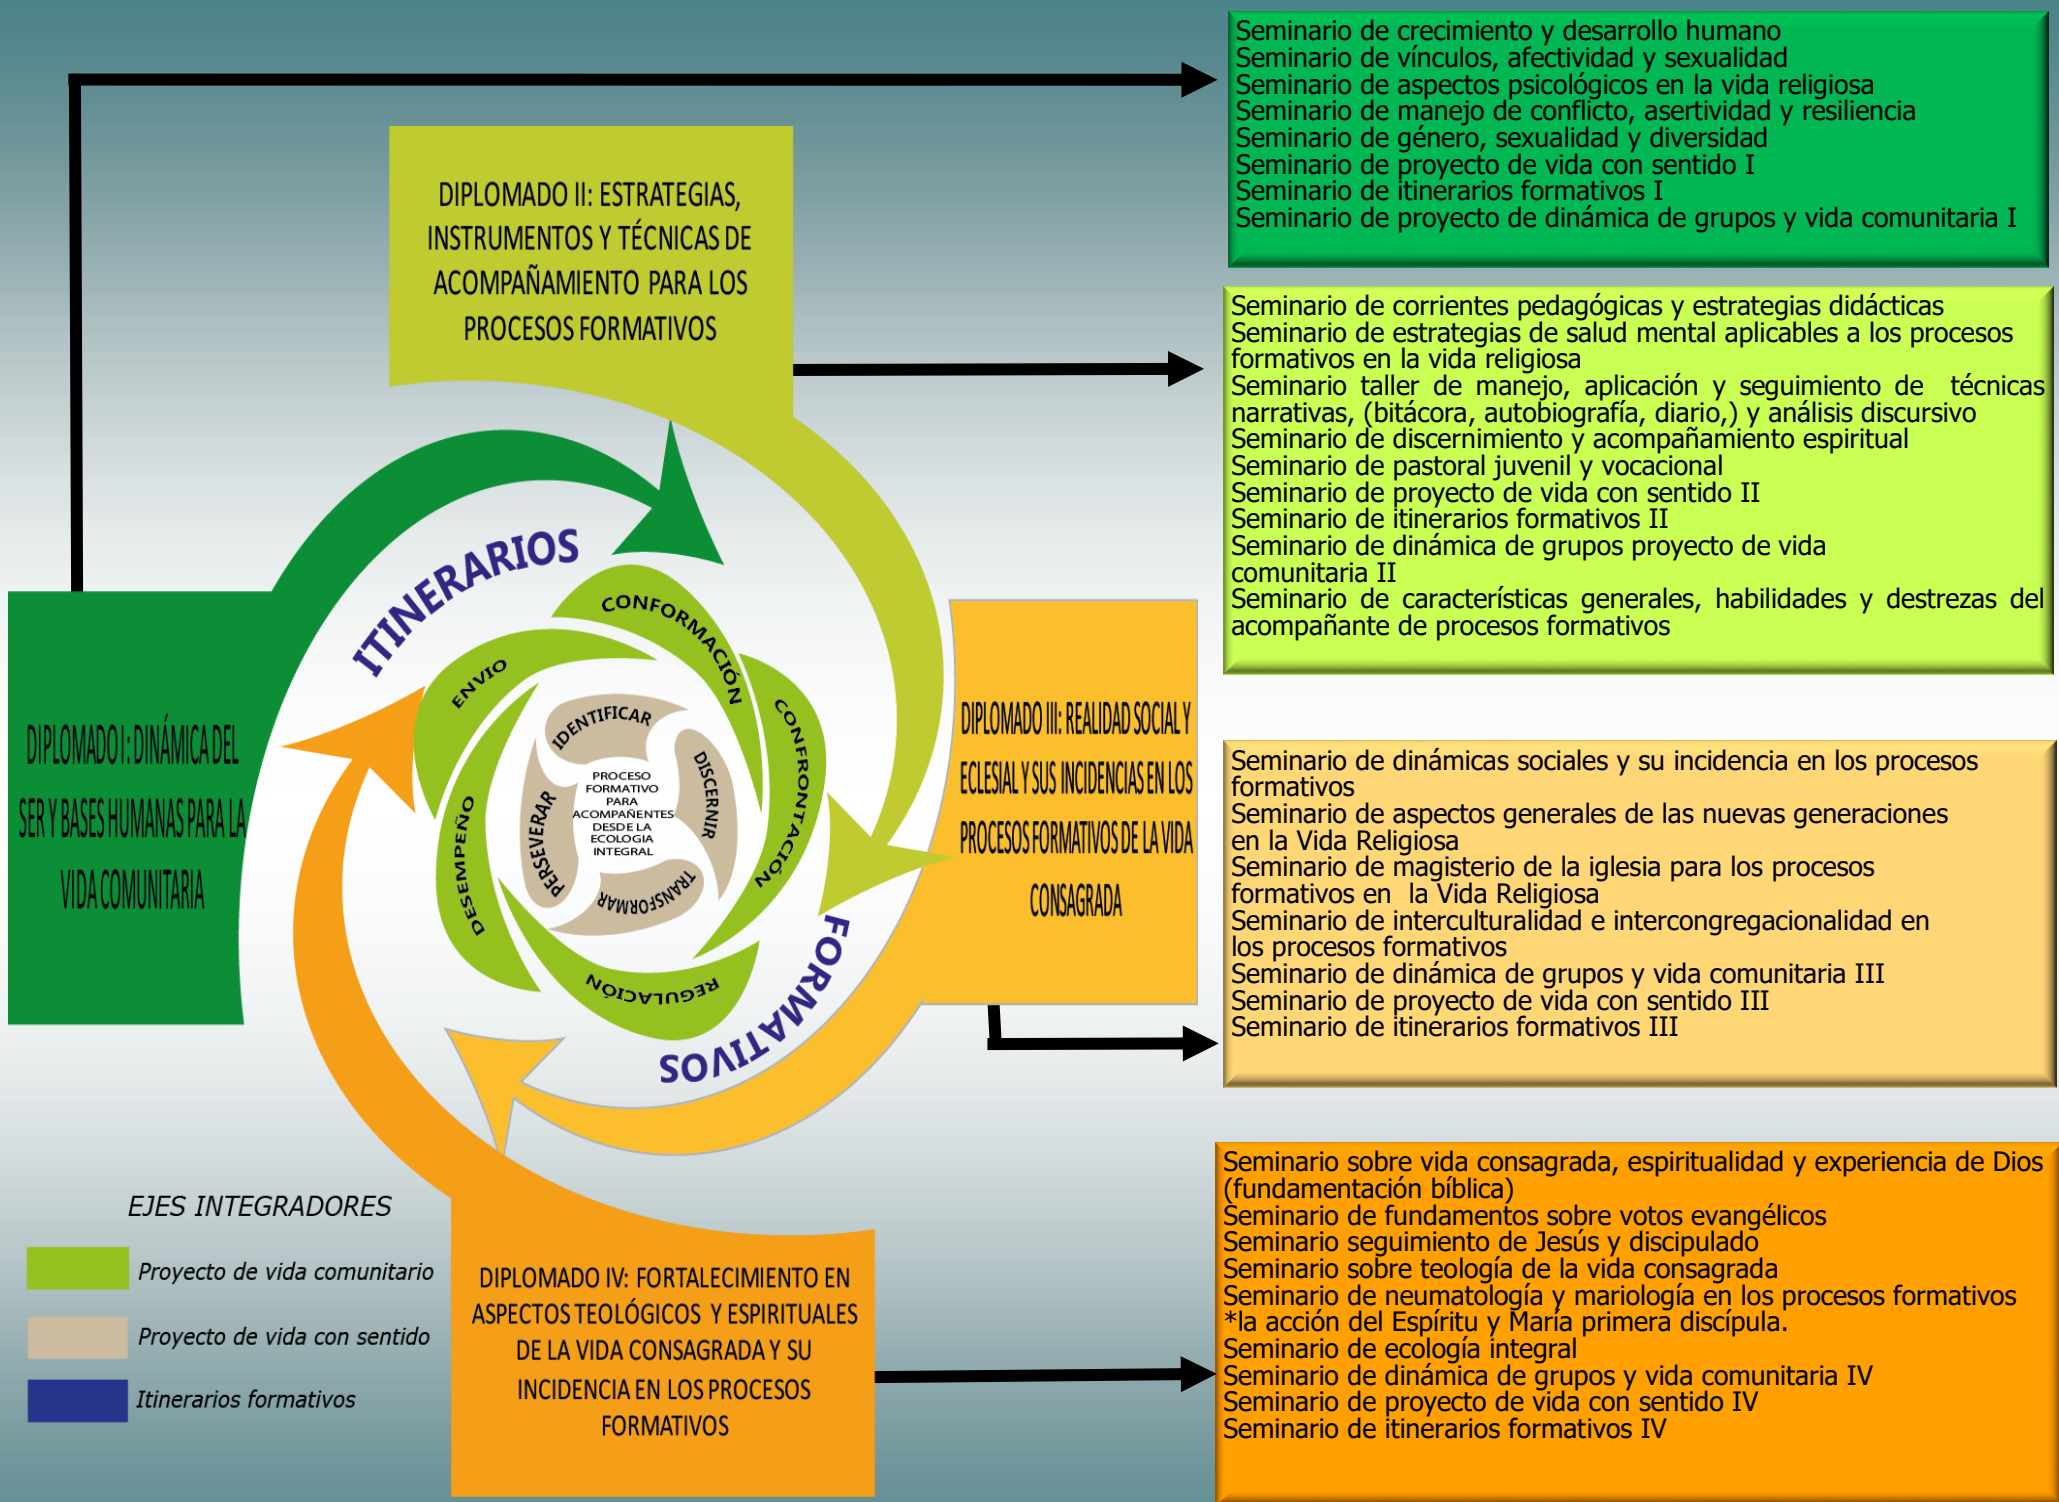 Seminario de crecimiento y desarrollo humano
Seminario de vínculos, afectividad y sexualidad
Seminario de aspectos psicológicos en la vida religiosa
Seminario de manejo de conflicto, asertividad y resiliencia
Seminario de género, sexualidad y diversidad
Seminario de proyecto de vida con sentido I
Seminario de itinerarios formativos I
Seminario de proyecto de dinámica de grupos y vida comunitaria I
DIPLOMADO II: ESTRATEGIAS,
INSTRUMENTOS Y TÉCNICAS DE
ACOMPAÑAMIENTO PARA LOS
PROCESOS FORMATIVOS
Seminario de corrientes pedagógicas y estrategias didácticas
Seminario de estrategias de salud mental aplicables a los procesos
formativos en la vida religiosa
Seminario taller de manejo, aplicación y seguimiento de técnicas
narrativas, (bitácora, autobiografía, diario,) y análisis discursivo
Seminario de discernimiento y acompañamiento espiritual
Seminario de pastoral juvenil y vocacional
Seminario de proyecto de vida con sentido II
Seminario de itinerarios formativos II
Seminario de dinámica de grupos proyecto de vida
comunitaria II
Seminario de características generales, habilidades y destrezas del
acompañante de procesos formativos
DIPLOMADO I: DINÁMICA DEL
SER Y BASES HUMANAS PARA LA
VIDA COMUNITARIA
ITINERARIOS
FORMATIVOS
CONFORMACIÓN
CONFRONTACIÓN
REGULACIÓN
DESEMPEÑO
ENVIO
IDENTIFICAR
DISCERNIR
TRANSFORMAR
PERSEVERAR
PROCESO
FORMATIVO
PARA
ACOMPAÑENTES
DESDE LA
ECOLOGIA
INTEGRAL
DIPLOMADO III: REALIDAD SOCIAL Y
ECLESIAL Y SUS INCIDENCIAS EN LOS
PROCESOS FORMATIVOS DE LA VIDA
CONSAGRADA
Seminario de dinámicas sociales y su incidencia en los procesos
formativos
Seminario de aspectos generales de las nuevas generaciones
en la Vida Religiosa
Seminario de magisterio de la iglesia para los procesos
formativos en la Vida Religiosa
Seminario de interculturalidad e intercongregacionalidad en
los procesos formativos
Seminario de dinámica de grupos y vida comunitaria III
Seminario de proyecto de vida con sentido III
Seminario de itinerarios formativos III
EJES INTEGRADORES
Proyecto de vida comunitario
Proyecto de vida con sentido
Itinerarios formativos
DIPLOMADO IV: FORTALECIMIENTO EN
ASPECTOS TEOLÓGICOS Y ESPIRITUALES
DE LA VIDA CONSAGRADA Y SU
INCIDENCIA EN LOS PROCESOS
FORMATIVOS
Seminario sobre vida consagrada, espiritualidad y experiencia de Dios
(fundamentación bíblica)
Seminario de fundamentos sobre votos evangélicos
Seminario seguimiento de Jesús y discipulado
Seminario sobre teología de la vida consagrada
Seminario de neumatología y mariología en los procesos formativos
*la acción del Espíritu y María primera discípula.
Seminario de ecología integral
Seminario de dinámica de grupos y vida comunitaria IV
Seminario de proyecto de vida con sentido IV
Seminario de itinerarios formativos IV